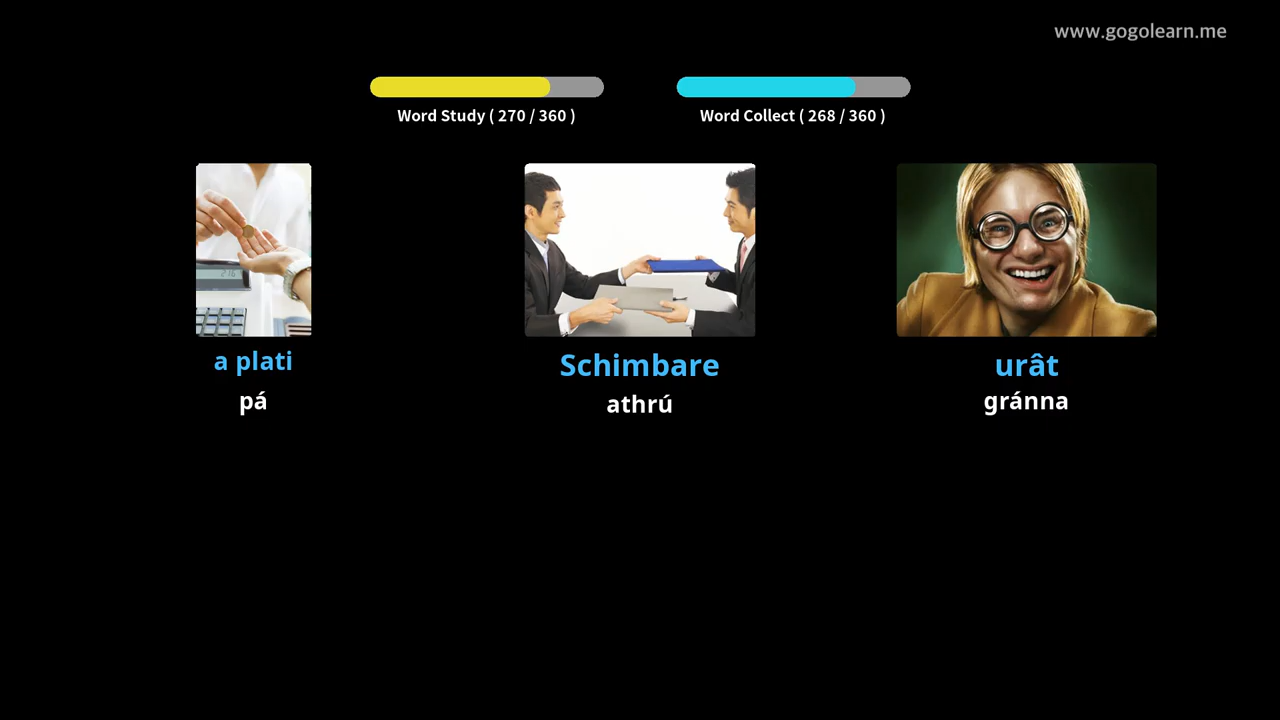 www.gogolearn.me
Word Study ( 270 / 360 )
Word Collect ( 268 / 360 )
a plati
pá
Schimbare
athrú
urât
gránna